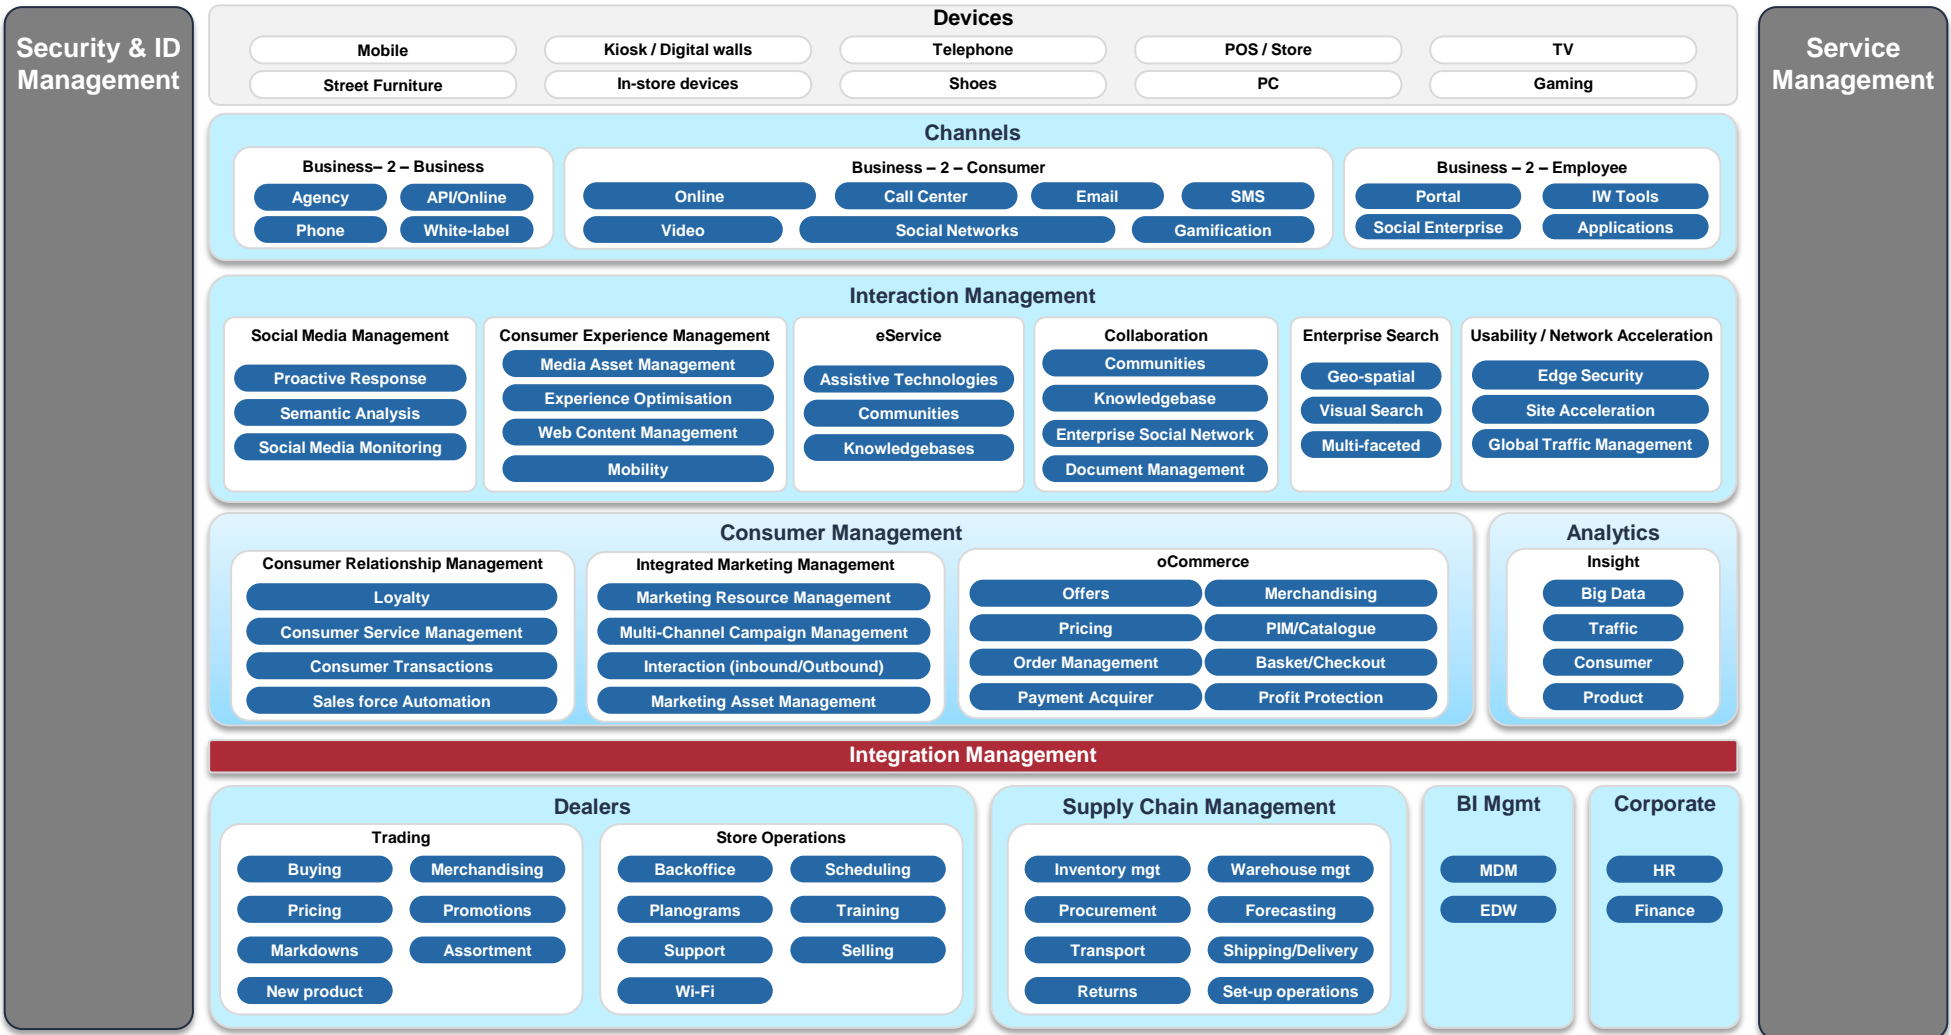 Security & ID
Management
Devices
Mobile
Kiosk / Digital walls
Telephone
POS / Store
TV
Street Furniture
In-store devices
Shoes
PC
Gaming
Service
Management
Channels
Business– 2 – Business
Agency
API/Online
Phone
White-label
Business – 2 – Consumer
Online
Call Center
Email
SMS
Video
Social Networks
Gamification
Business – 2 – Employee
Portal
IW Tools
Social Enterprise
Applications
Interaction Management
Social Media Management
Proactive Response
Semantic Analysis
Social Media Monitoring
Consumer Experience Management
Media Asset Management
Experience Optimisation
Web Content Management
Mobility
eService
Assistive Technologies
Communities
Knowledgebases
Collaboration
Communities
Knowledgebase
Enterprise Social Network
Document Management
Enterprise Search
Geo-spatial
Visual Search
Multi-faceted
Usability / Network Acceleration
Edge Security
Site Acceleration
Global Traffic Management
Consumer Management
Consumer Relationship Management
Loyalty
Consumer Service Management
Consumer Transactions
Sales force Automation
Integrated Marketing Management
Marketing Resource Management
Multi-Channel Campaign Management
Interaction (inbound/Outbound)
Marketing Asset Management
oCommerce
Offers
Merchandising
Pricing
PIM/Catalogue
Order Management
Basket/Checkout
Payment Acquirer
Profit Protection
Analytics
Insight
Big Data
Traffic
Consumer
Product
Integration Management
Dealers
Trading
Buying
Merchandising
Pricing
Promotions
Markdowns
Assortment
New product
Store Operations
Backoffice
Scheduling
Planograms
Training
Support
Selling
Wi-Fi
Supply Chain Management
Inventory mgt
Warehouse mgt
Procurement
Forecasting
Transport
Shipping/Delivery
Returns
Set-up operations
BI Mgmt
MDM
EDW
Corporate
HR
Finance